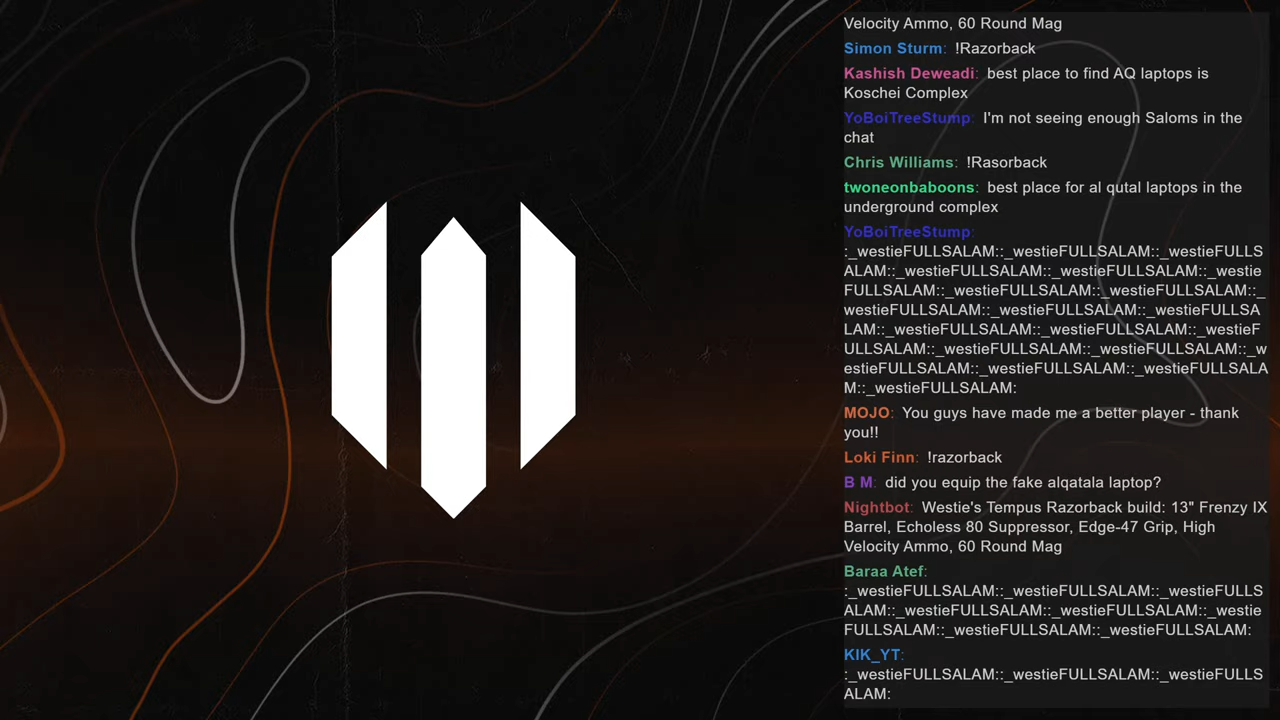 Velocity Ammo, 60 Round Mag
Simon Sturm: !Razorback
Kashish Deweadi: best place to find AQ laptops is
Koschei Complex
YoBoiTreeStump: I'm not seeing enough Saloms in the
chat
Chris Williams: !Rasorback
twoneonbaboons: best place for al qutal laptops in the
underground complex
YoBoiTreeStump:
:_westieFULLSALAM::_westieFULLSALAM::_westieFULLS
ALAM::_westieFULLSALAM::_westieFULLSALAM::_westie
FULLSALAM::_westieFULLSALAM::_westieFULLSALAM::_
westieFULLSALAM::_westieFULLSALAM::_westieFULLSA
LAM::_westieFULLSALAM::_westieFULLSALAM::_westieF
ULLSALAM::_westieFULLSALAM::_westieFULLSALAM::_w
estieFULLSALAM::_westieFULLSALAM::_westieFULLSALA
M::_westieFULLSALAM:
MOJO: You guys have made me a better player - thank
you!!
Loki Finn: !razorback
B M: did you equip the fake alqatala laptop?
Nightbot: Westie's Tempus Razorback build: 13" Frenzy IX
Barrel, Echoless 80 Suppressor, Edge-47 Grip, High
Velocity Ammo, 60 Round Mag
Baraa Atef:
:_westieFULLSALAM::_westieFULLSALAM::_westieFULLS
ALAM::_westieFULLSALAM::_westieFULLSALAM::_westie
FULLSALAM::_westieFULLSALAM::_westieFULLSALAM:
KIK_YT:
:_westieFULLSALAM::_westieFULLSALAM::_westieFULLS
ALAM: